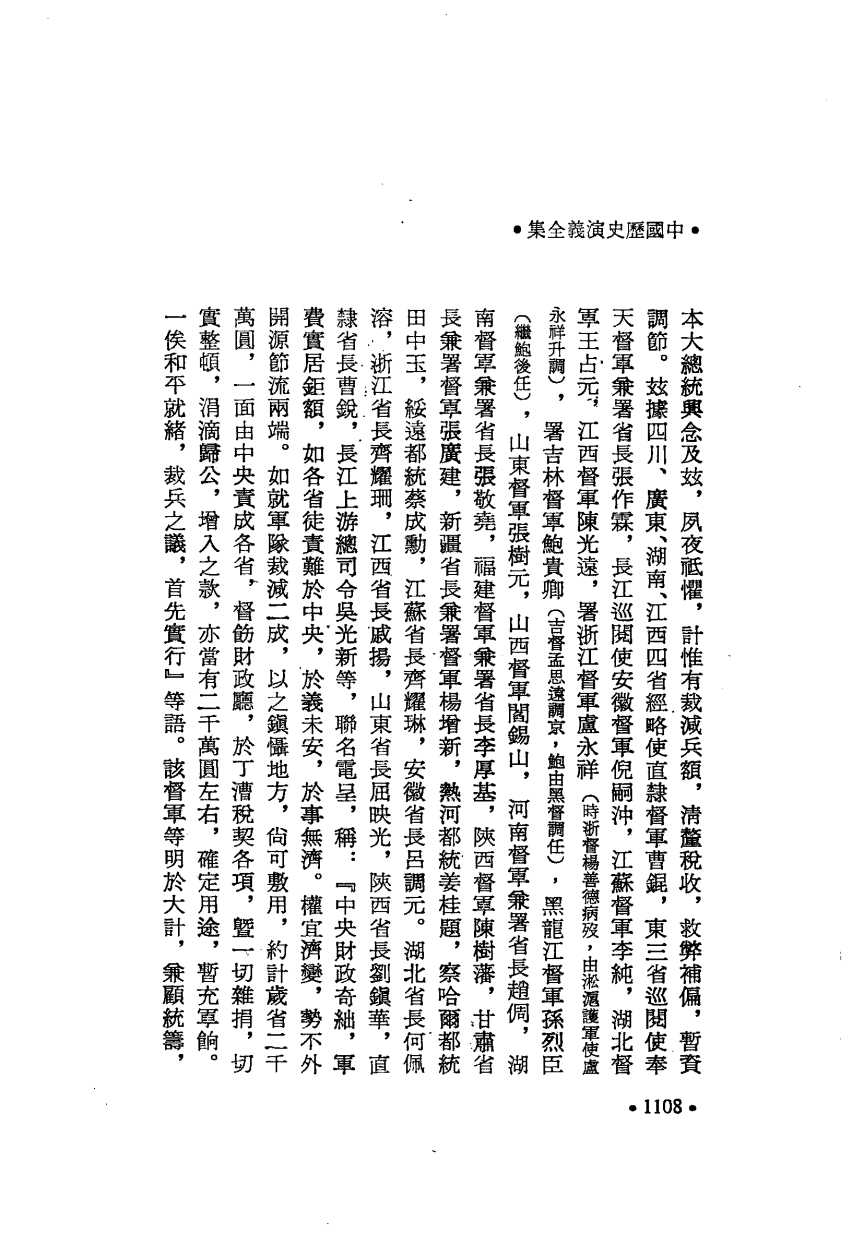 •集全義演史歷國中•
本大總統興念及玆，夙夜祗懼，計惟有裁減兵額，清釐稅收，救弊補偏，暫資
調節。玆據四川、廣東、湖南、江西四省經略使直隸督軍曹錕，東三省巡閱使奉
天督軍兼署省長張作霖，長江巡閱使安徽督軍倪嗣沖，江蘇督軍李純，湖北督
軍王占元，江西督軍陳光遠，署浙江督軍盧永祥（時浙督楊善德病歿，由淞滬護軍使盧
永祥升調），署吉林督軍鮑貴卿（吉督孟思遠調京，鮑由黑督調任），黑龍江督軍孫烈臣
（繼鮑後任），山東督軍張樹元，山西督軍閻錫山，河南督軍兼署省長趙倜，湖
南督軍兼署省長張敬堯，福建督軍兼署省長李厚基，陝西督軍陳樹藩，甘肅省
長兼署督軍張廣建，新疆省長兼署督軍楊增新，熱河都統姜桂題，察哈爾都統
田中玉，綏遠都統蔡成勳，江蘇省長齊耀琳，安徽省長呂調元。湖北省長何佩
溶，浙江省長齊耀珊，江西省長戚揚，山東省長屈映光，陝西省長劉鎭華，直
隸省長曹銳，長江上游總司令吳光新等，聯名電呈，稱：『中央財政奇絀，軍
費實居鉅額，如各省徒責難於中央，於義未安，於事無濟。權宜濟變，勢不外
開源節流兩端。如就軍隊裁減二成，以之鎭懾地方，尙可敷用，約計歲省二千
萬圓，一面由中央責成各省，督飭財政廳，於丁漕稅契各項，曁一切雜捐，切
實整頓，涓滴歸公，增入之款，亦當有二千萬圓左右，確定用途，暫充軍餉。
一俟和平就緒，裁兵之議，首先實行』等語。該督軍等明於大計，兼顧統籌，
•1108•